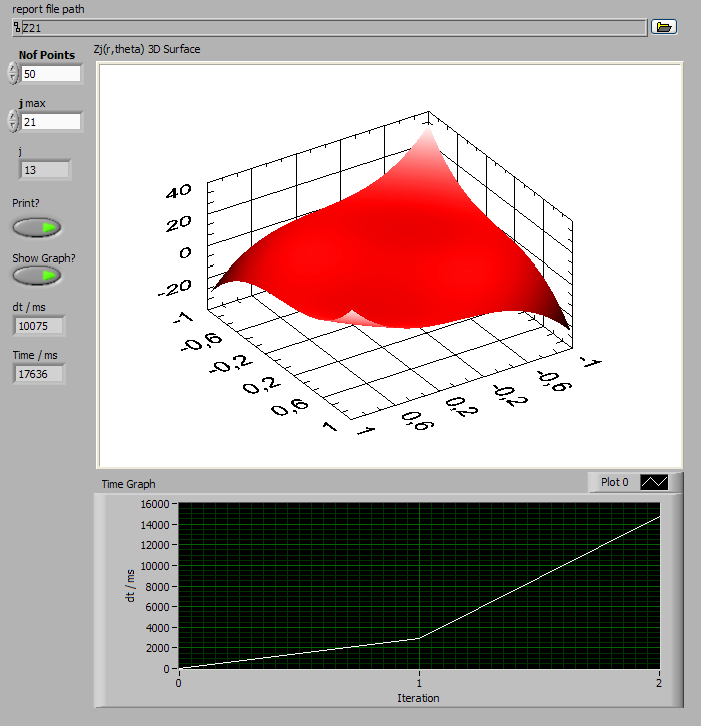 report file path
Z21
Nof Points
50
j max
21
j
13
Print?
Show Graph?
dt / ms
10075
Time / ms
17636
Zj(r,theta) 3D Surface
40
20
0
-20
-1
-0,6
-0,2
0,2
0,6
1
1
0,6
0,2
-0,2
-0,6
-1
Time Graph
Plot 0
16000
14000
12000
10000
8000
6000
4000
2000
0
dt / ms
0 1 2
Iteration